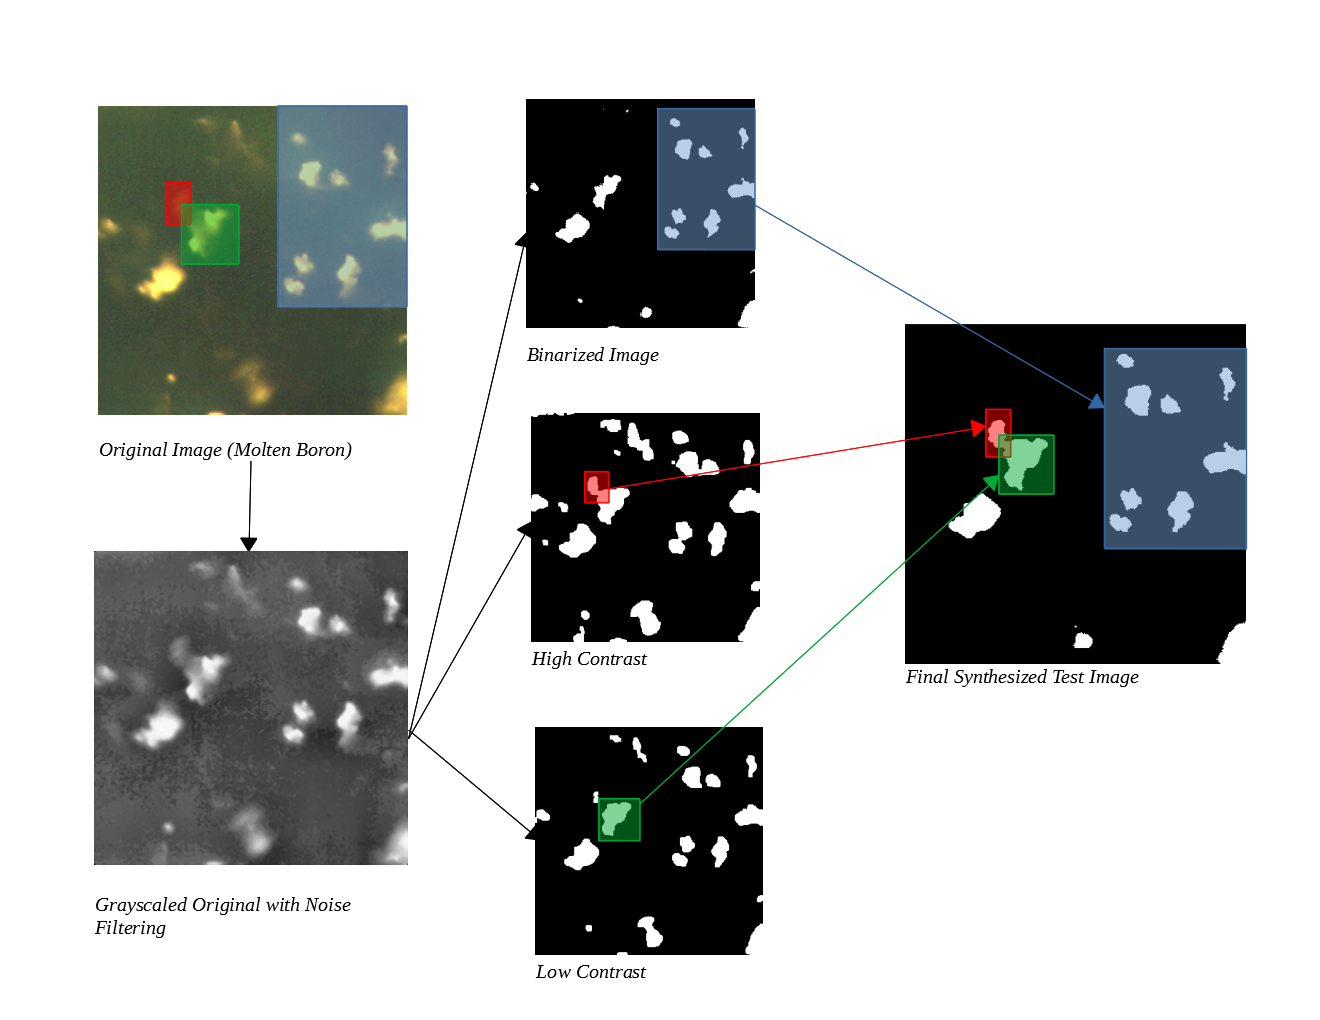 Binarized Image
Original Image (Molten Boron)
High Contrast
Final Synthesized Test Image
Grayscaled Original with Noise
Filtering
Low Contrast